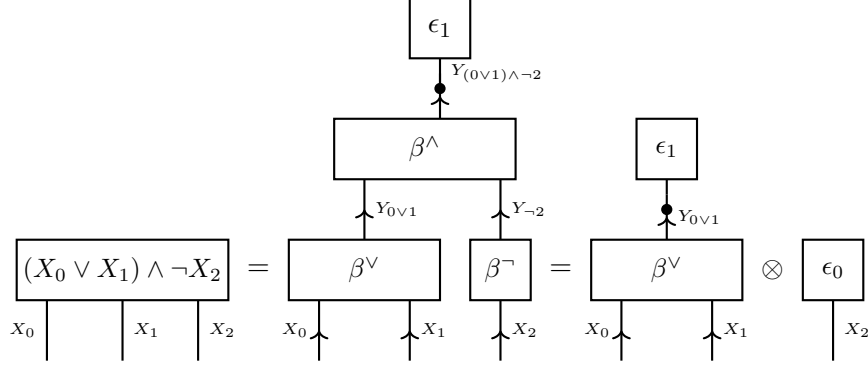 ϵ₁
Y₍₀∨₁₎∧¬₂
β^∧ ϵ₁
Y₀∨₁ Y¬₂ Y₀∨₁
(X₀ ∨ X₁) ∧ ¬X₂ = β^∨ β^¬ = β^∨ ⊗ ϵ₀
X₀ X₁ X₂ X₀ X₁ X₂ X₀ X₁ X₂